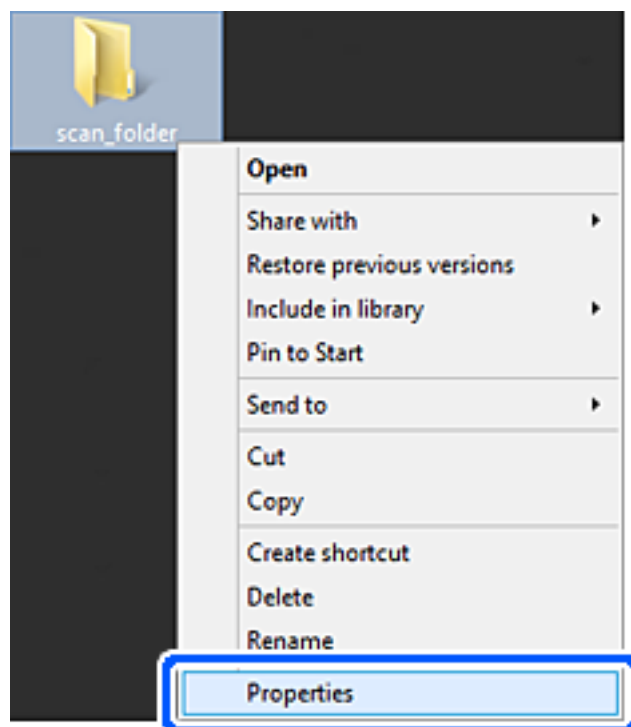 scan_folder
Open
Share with
Restore previous versions
Include in library
Pin to Start
Send to
Cut
Copy
Create shortcut
Delete
Rename
Properties